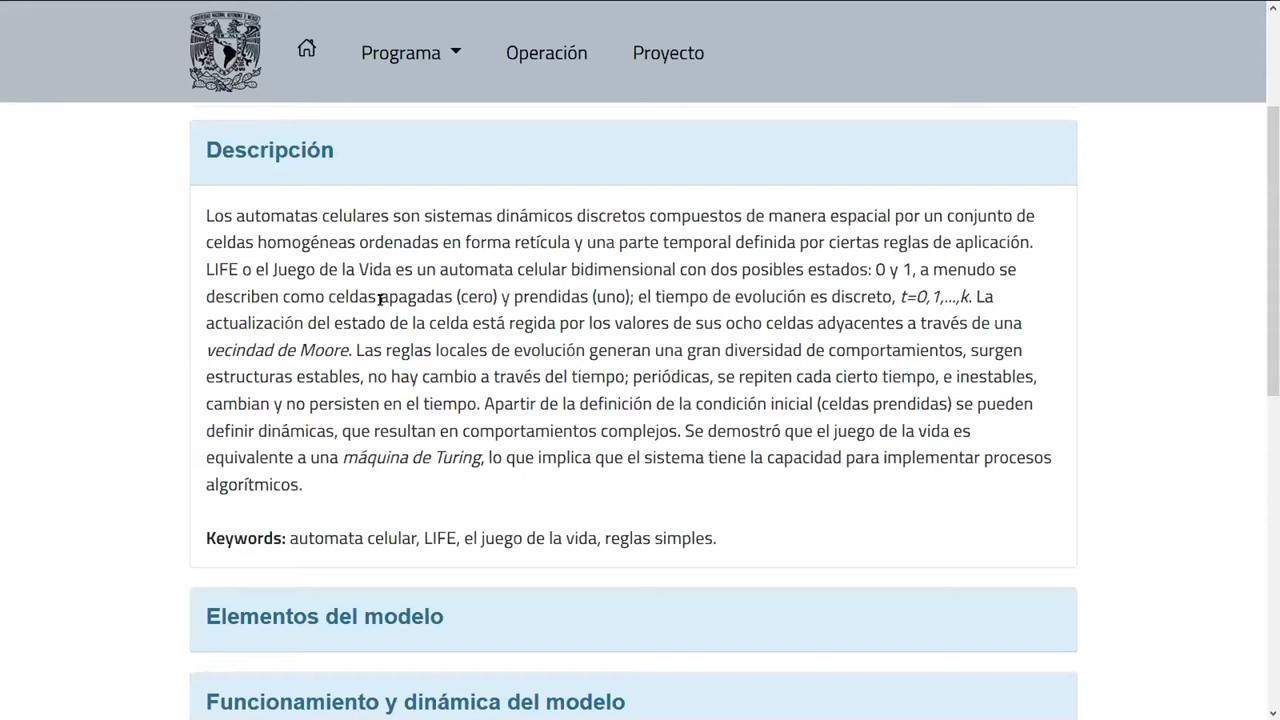 Programa
Operación
Proyecto
Descripción
Los automatas celulares son sistemas dinámicos discretos compuestos de manera espacial por un conjunto de
celdas homogéneas ordenadas en forma retícula y una parte temporal definida por ciertas reglas de aplicación.
LIFE o el Juego de la Vida es un automata celular bidimensional con dos posibles estados: 0 y 1, a menudo se
describen como celdas apagadas (cero) y prendidas (uno); el tiempo de evolución es discreto, t=0,1,...,k. La
actualización del estado de la celda está regida por los valores de sus ocho celdas adyacentes a través de una
vecindad de Moore. Las reglas locales de evolución generan una gran diversidad de comportamientos, surgen
estructuras estables, no hay cambio a través del tiempo; periódicas, se repiten cada cierto tiempo, e inestables,
cambian y no persisten en el tiempo. Apartir de la definición de la condición inicial (celdas prendidas) se pueden
definir dinámicas, que resultan en comportamientos complejos. Se demostró que el juego de la vida es
equivalente a una máquina de Turing, lo que implica que el sistema tiene la capacidad para implementar procesos
algorítmicos.
Keywords: automata celular, LIFE, el juego de la vida, reglas simples.
Elementos del modelo
Funcionamiento y dinámica del modelo